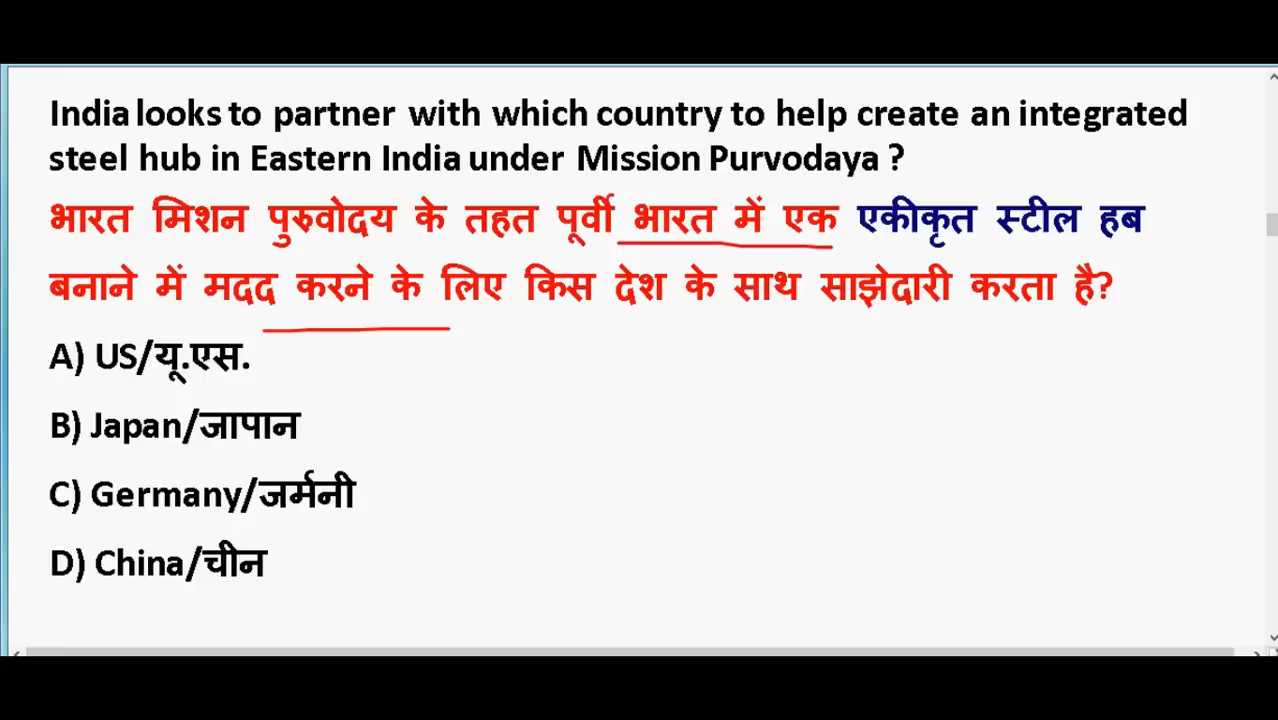 India looks to partner with which country to help create an integrated
steel hub in Eastern India under Mission Purvodaya ?
भारत मिशन पुरुवोदय के तहत पूर्वी भारत में एक एकीकृत स्टील हब
बनाने में मदद करने के लिए किस देश के साथ साझेदारी करता है?
A) US/यू.एस.
B) Japan/जापान
C) Germany/जर्मनी
D) China/चीन